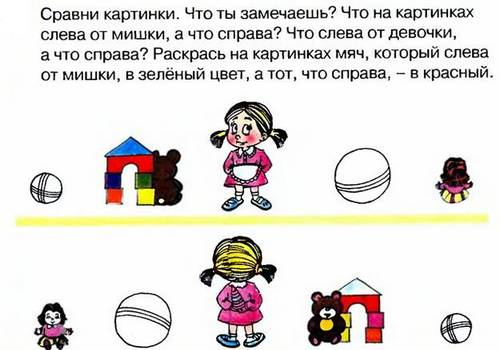 Сравни картинки. Что ты замечаешь? Что на картинках
слева от мишки, а что справа? Что слева от девочки,
а что справа? Раскрась на картинках мяч, который слева
от мишки, в зелёный цвет, а тот, что справа, – в красный.